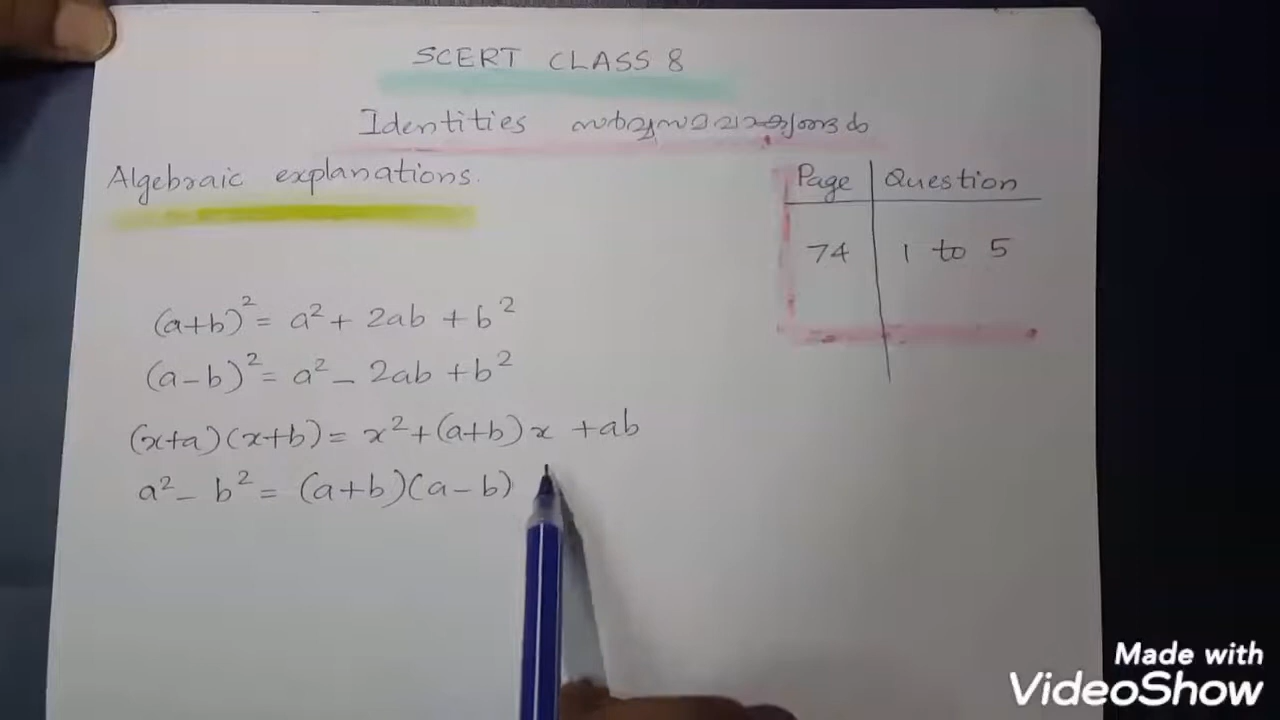 SCERT CLASS 8
Identities സർവ്വസമവാക്യങ്ങൾ
Algebraic explanations.
Page Question
74 1 to 5
(a+b)² = a² + 2ab + b²
(a-b)² = a² - 2ab + b²
(x+a)(x+b) = x² + (a+b)x + ab
a² - b² = (a+b)(a-b)
Made with
VideoShow